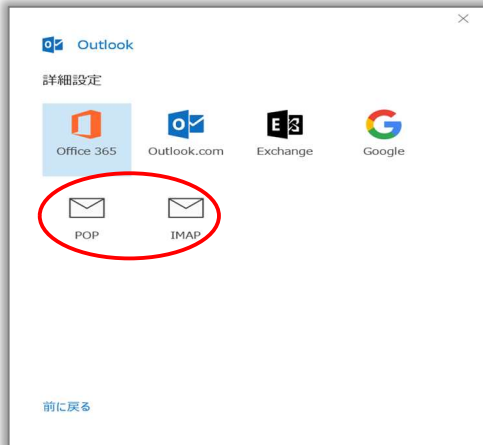 Outlook
詳細設定
Office 365 Outlook.com Exchange Google
POP IMAP
前に戻る